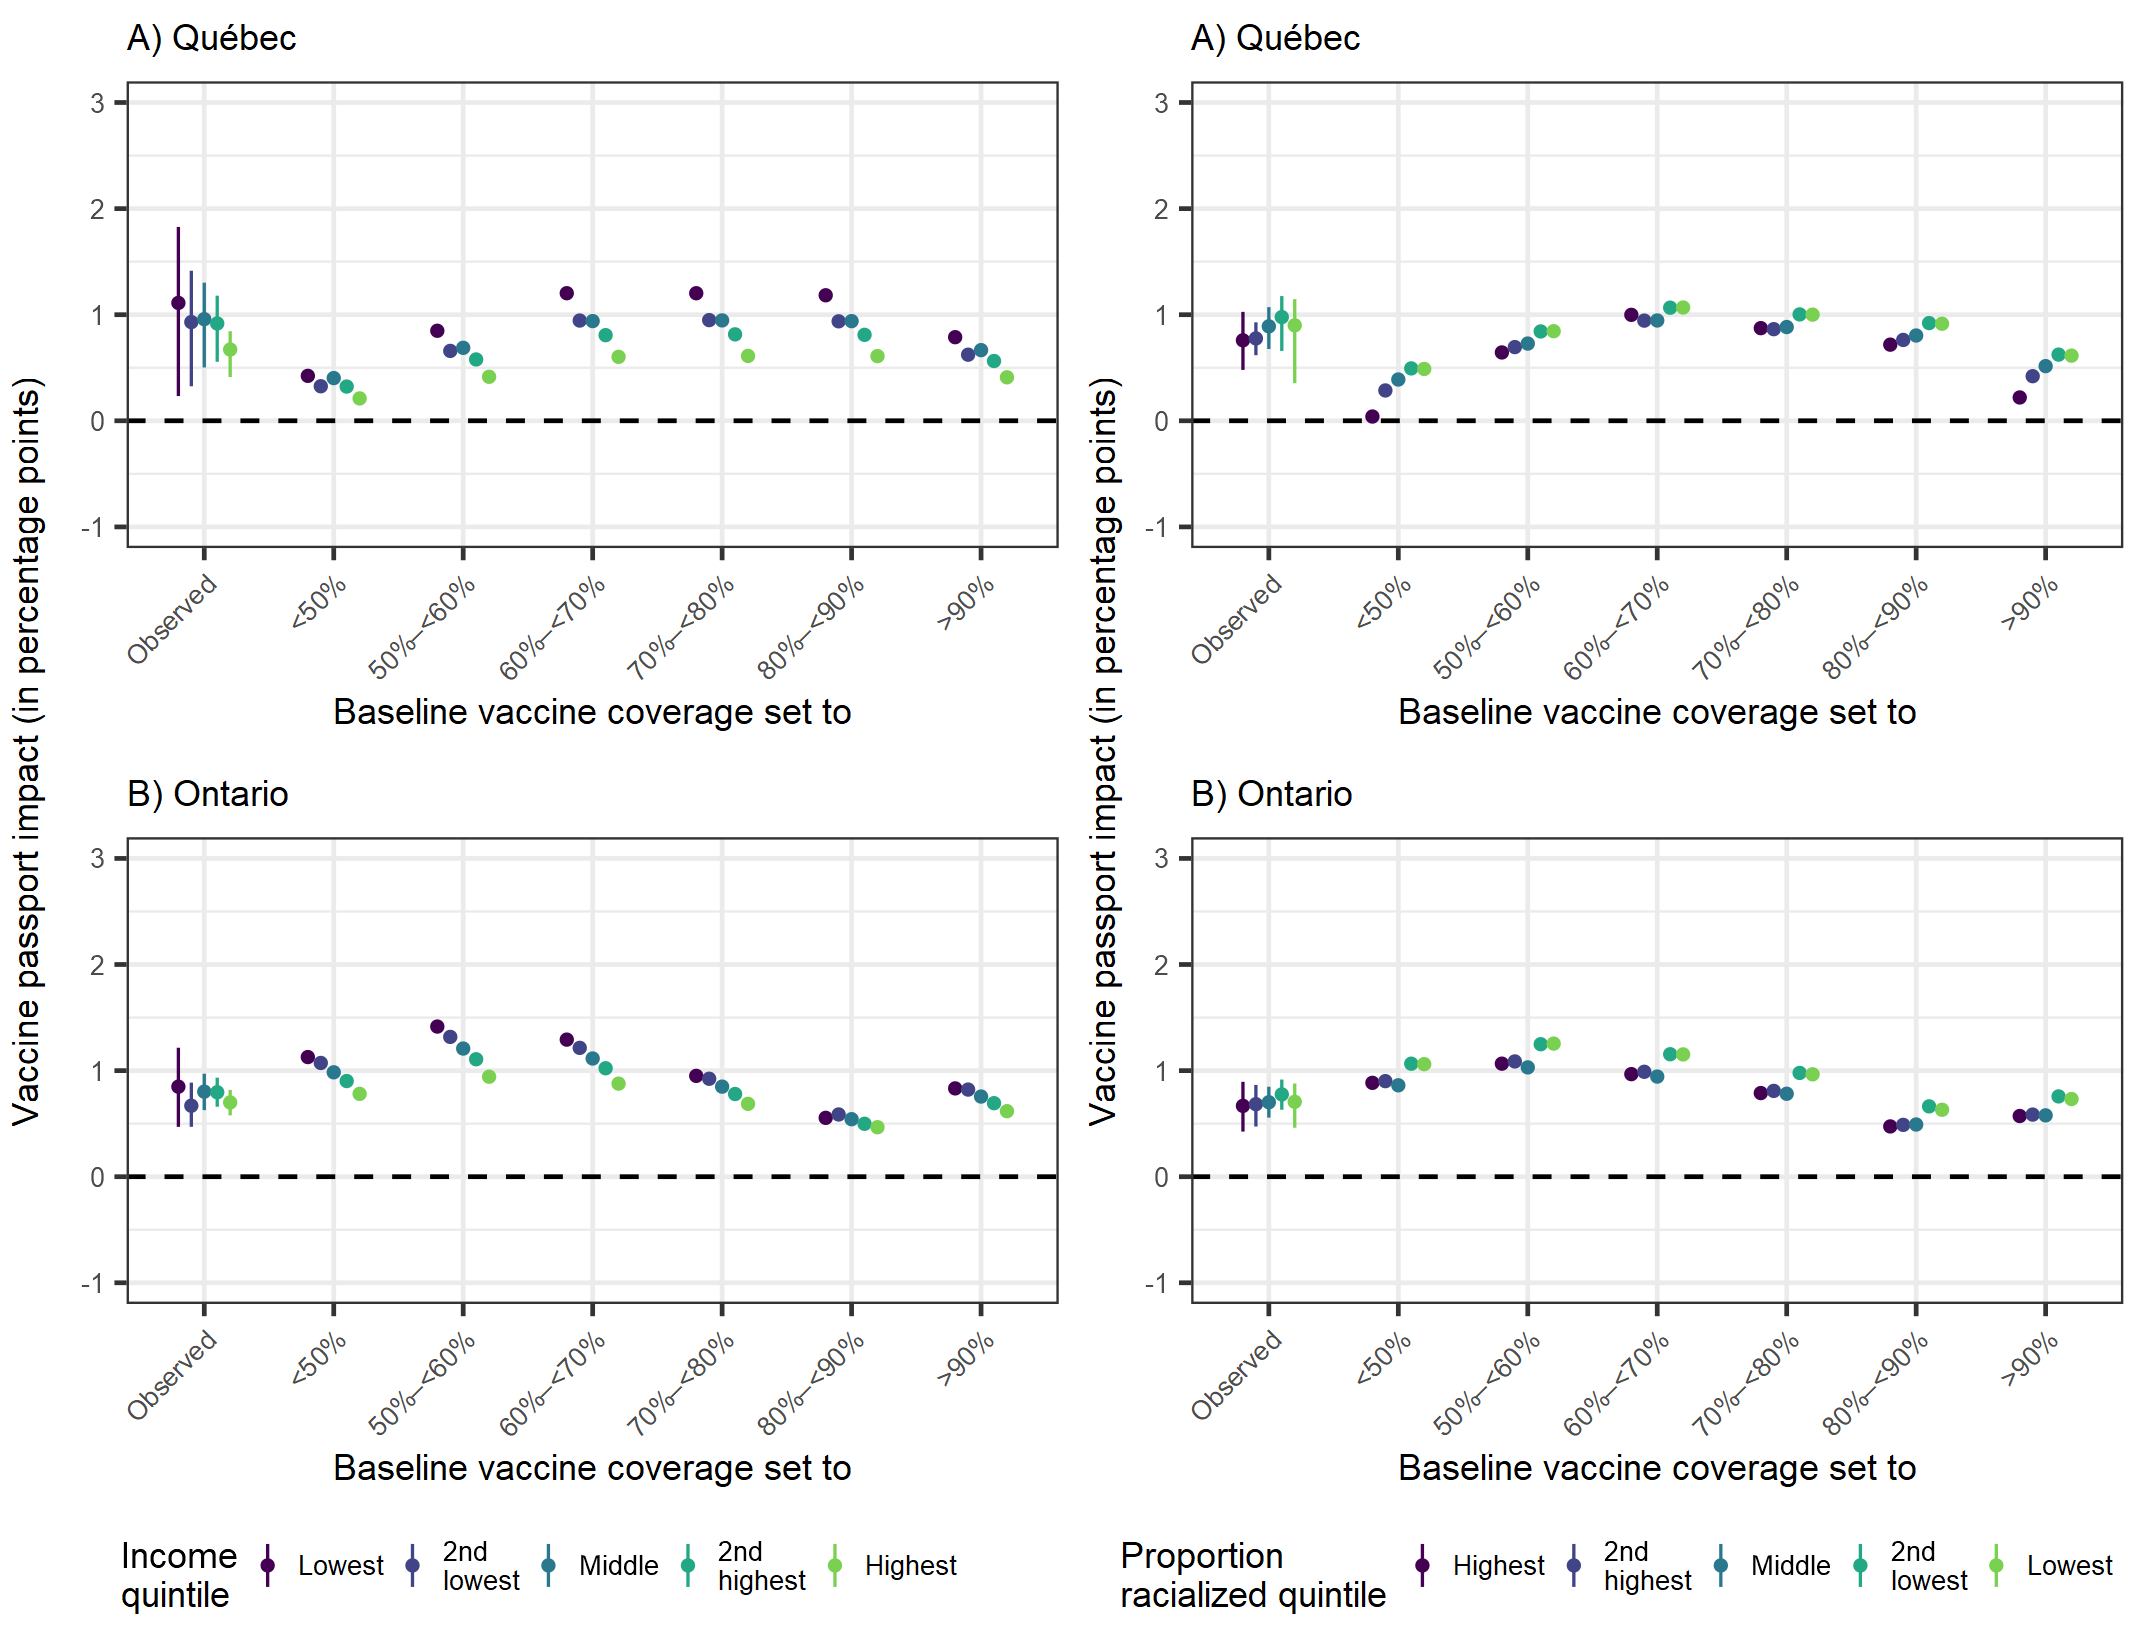 A) Québec
3
2
1
0
-1
Observed
<50%
50%–<60%
60%–<70%
70%–<80%
80%–<90%
>90%
Baseline vaccine coverage set to
B) Ontario
3
2
1
0
-1
Observed
<50%
50%–<60%
60%–<70%
70%–<80%
80%–<90%
>90%
Baseline vaccine coverage set to
Vaccine passport impact (in percentage points)
Income
quintile
Lowest
2nd
lowest
Middle
2nd
highest
Highest
A) Québec
3
2
1
0
-1
Observed
<50%
50%–<60%
60%–<70%
70%–<80%
80%–<90%
>90%
Baseline vaccine coverage set to
B) Ontario
3
2
1
0
-1
Observed
<50%
50%–<60%
60%–<70%
70%–<80%
80%–<90%
>90%
Baseline vaccine coverage set to
Vaccine passport impact (in percentage points)
Proportion
racialized quintile
Highest
2nd
highest
Middle
2nd
lowest
Lowest